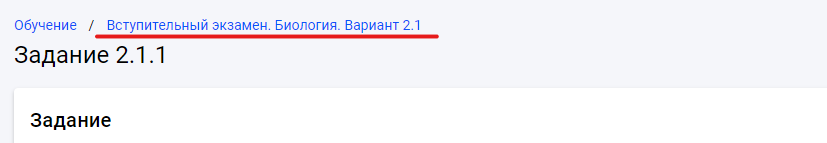 Обучение / Вступительный экзамен. Биология. Вариант 2.1
Задание 2.1.1
Задание